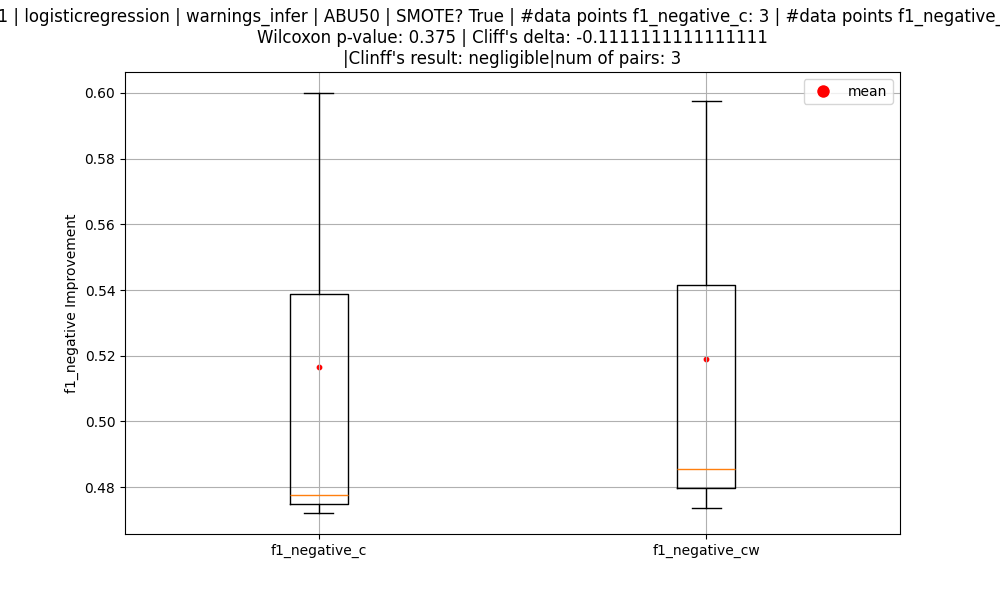 1 | logisticregression | warnings_infer | ABU50 | SMOTE? True | #data points f1_negative_c: 3 | #data points f1_negative_
Wilcoxon p-value: 0.375 | Cliff's delta: -0.1111111111111111
|Clinff's result: negligible|num of pairs: 3
mean
0.60
0.58
0.56
0.54
0.52
0.50
0.48
f1_negative Improvement
f1_negative_c
f1_negative_cw